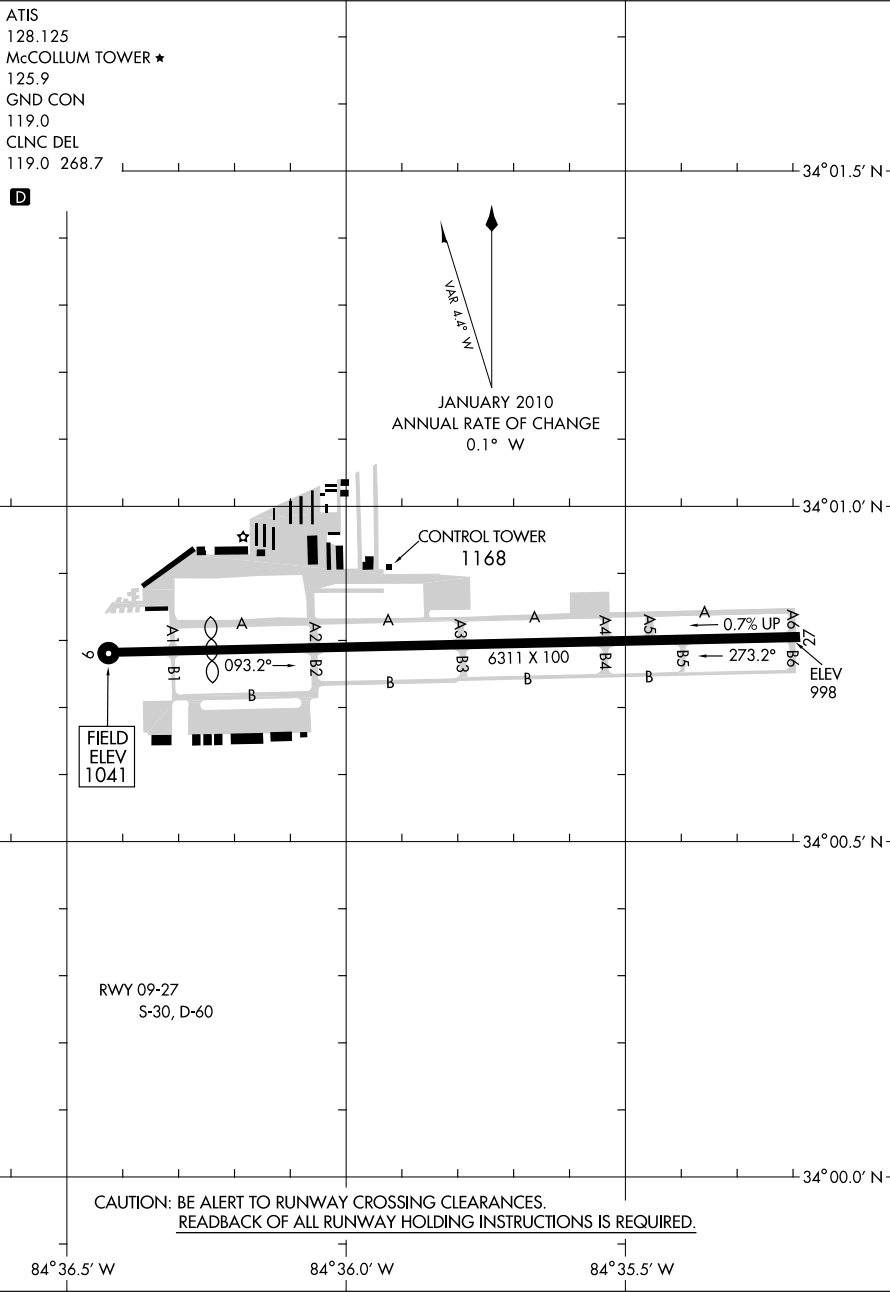 ATIS
128.125
McCOLLUM TOWER ★
125.9
GND CON
119.0
CLNC DEL
119.0 268.7
D
34°01.5' N
VAR 4.4° W
JANUARY 2010
ANNUAL RATE OF CHANGE
0.1° W
34°01.0' N
CONTROL TOWER
1168
A
A
A
A
A1
A2
A3
A4
A5
A6
0.7% UP
9
27
093.2°
6311 X 100
273.2°
B1
B2
B3
B4
B5
B6
B
B
B
B
ELEV
998
FIELD
ELEV
1041
34°00.5' N
RWY 09-27
S-30, D-60
34°00.0' N
CAUTION: BE ALERT TO RUNWAY CROSSING CLEARANCES.
READBACK OF ALL RUNWAY HOLDING INSTRUCTIONS IS REQUIRED.
84°36.5' W
84°36.0' W
84°35.5' W